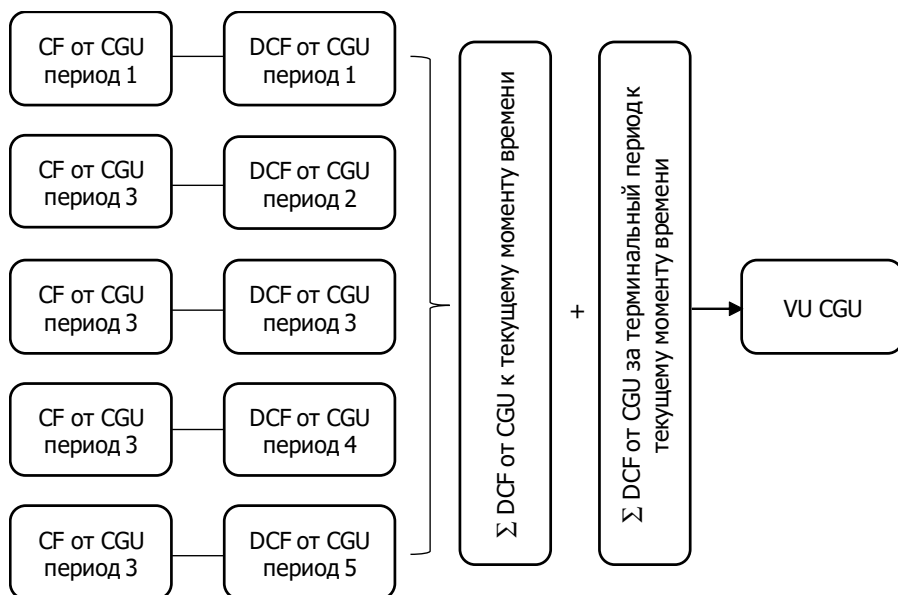 CF от CGU
период 1
DCF от CGU
период 1
CF от CGU
период 3
DCF от CGU
период 2
CF от CGU
период 3
DCF от CGU
период 3
CF от CGU
период 3
DCF от CGU
период 4
CF от CGU
период 3
DCF от CGU
период 5
∑ DCF от CGU к текущему моменту времени
+
∑ DCF от CGU за терминальный период к
текущему моменту времени
VU CGU